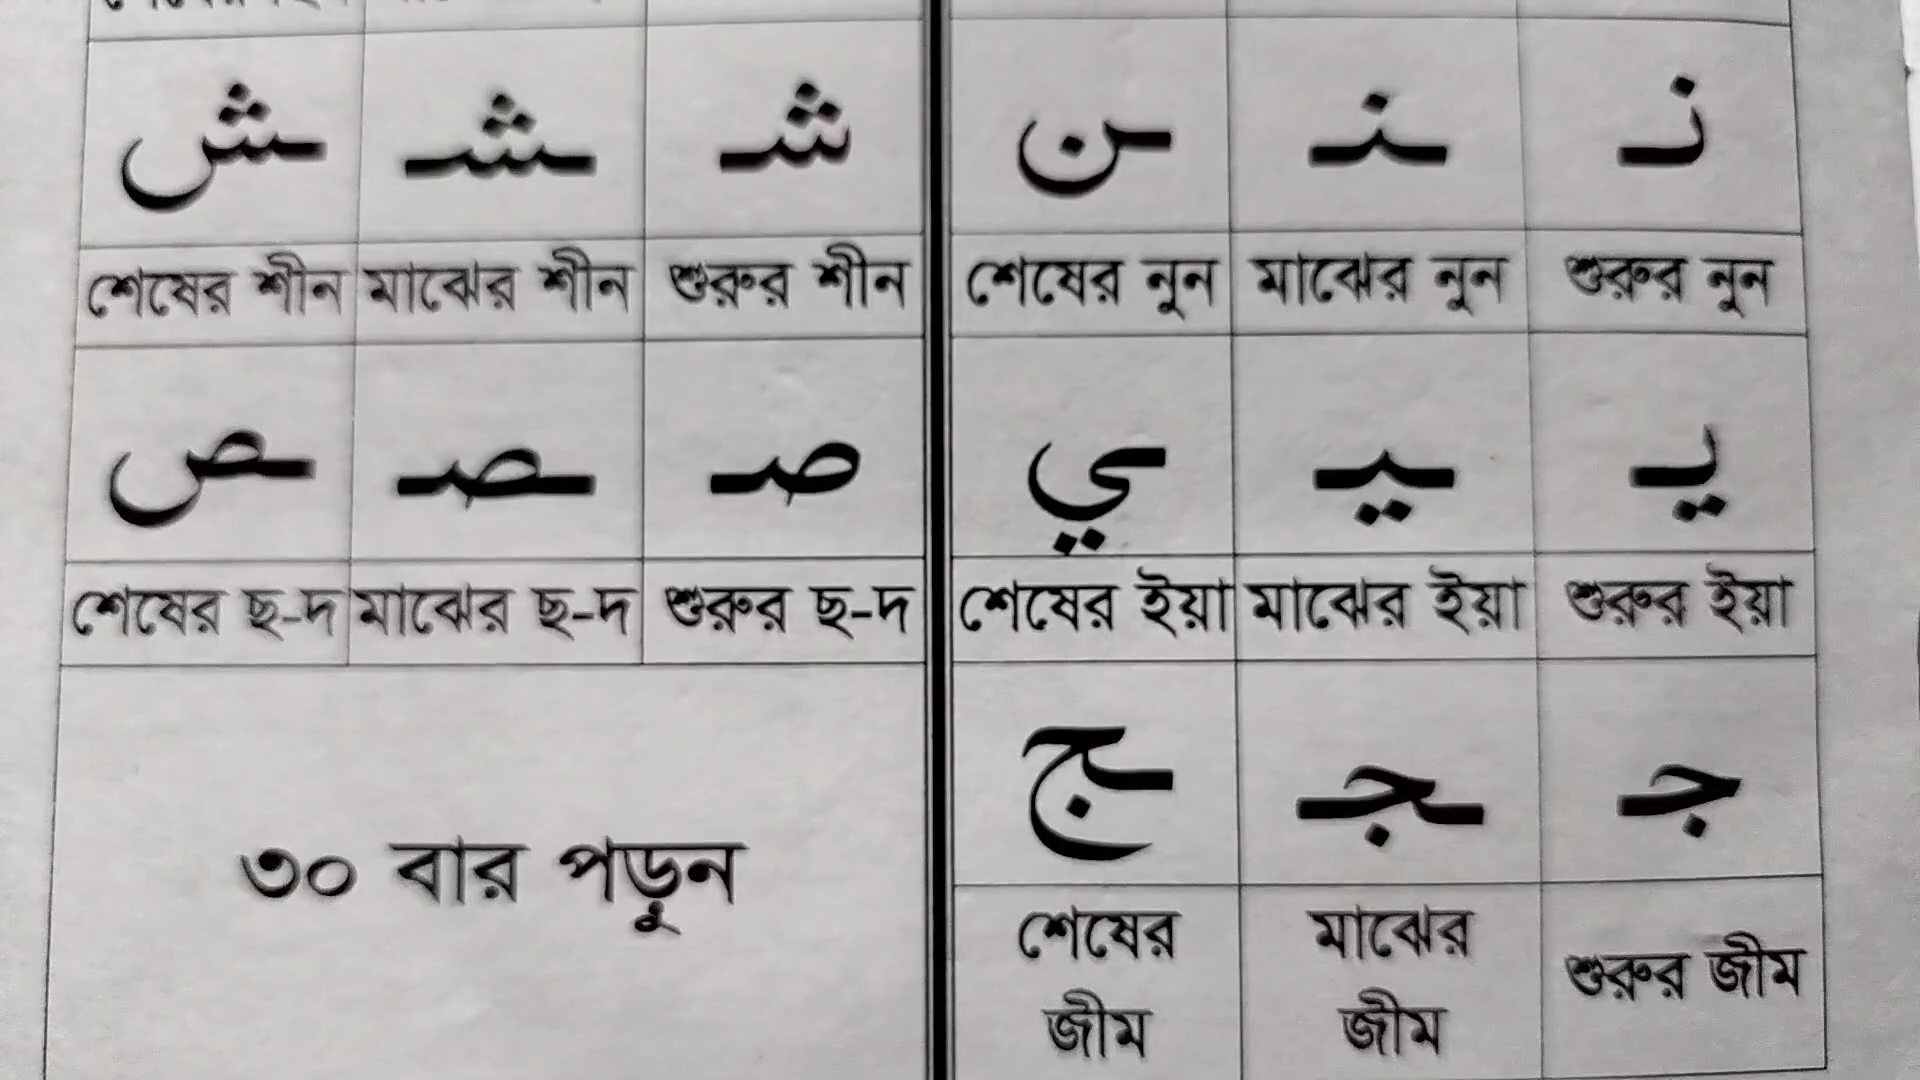 ـش ـشـ شـ ـن ـنـ نـ
শেষের শীন মাঝের শীন শুরুর শীন শেষের নুন মাঝের নুন শুরুর নুন
ـص ـصـ صـ ـي ـيـ يـ
শেষের ছ-দ মাঝের ছ-দ শুরুর ছ-দ শেষের ইয়া মাঝের ইয়া শুরুর ইয়া
ـج ـجـ جـ
৩০ বার পড়ুন
শেষের জীম মাঝের জীম শুরুর জীম